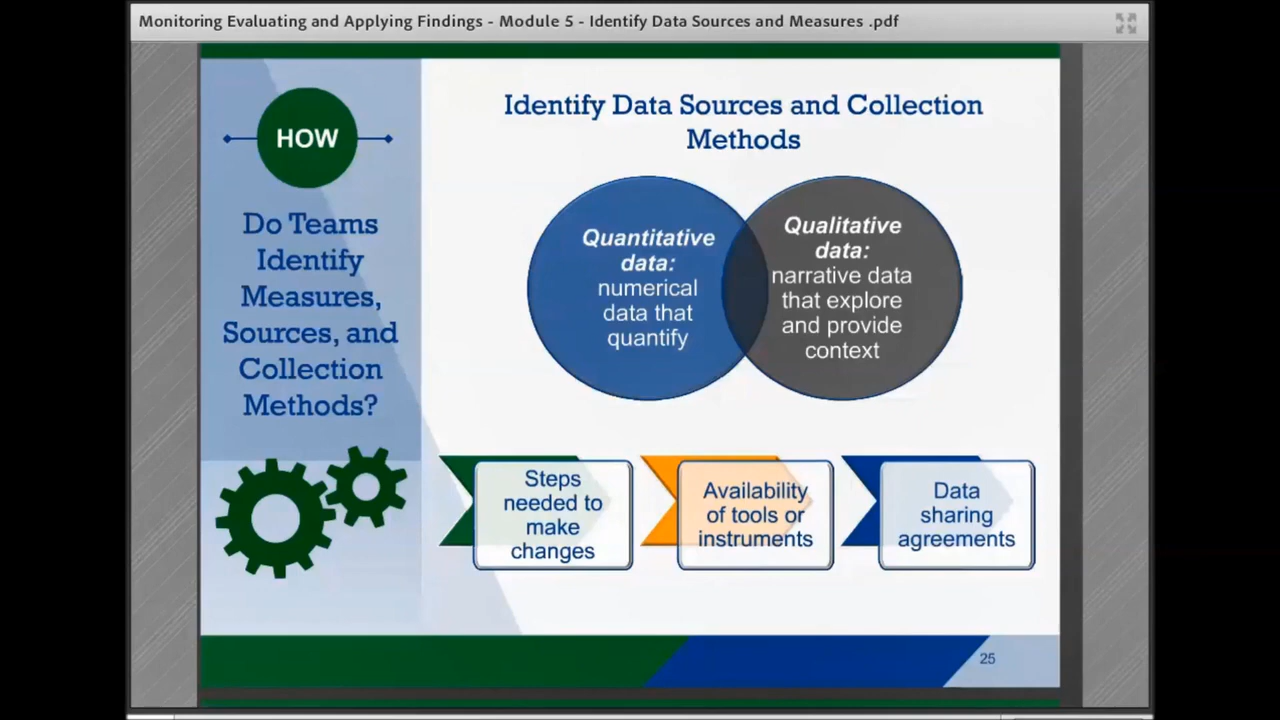 Monitoring Evaluating and Applying Findings - Module 5 - Identify Data Sources and Measures .pdf
HOW
Do Teams
Identify
Measures,
Sources, and
Collection
Methods?
Identify Data Sources and Collection
Methods
Quantitative
data:
numerical
data that
quantify
Qualitative
data:
narrative data
that explore
and provide
context
Steps
needed to
make
changes
Availability
of tools or
instruments
Data
sharing
agreements
25